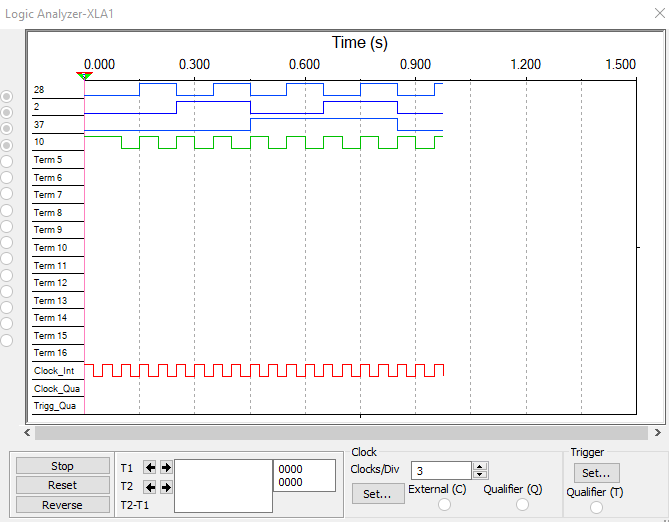 Logic Analyzer-XLA1
Time (s)
0.000 0.300 0.600 0.900 1.200 1.500
28
2
37
10
Term 5
Term 6
Term 7
Term 8
Term 9
Term 10
Term 11
Term 12
Term 13
Term 14
Term 15
Term 16
Clock_Int
Clock_Qua
Trigg_Qua
Stop
Reset
Reverse
T1
T2
T2-T1
0000
0000
Clock
Clocks/Div 3
Set...
External (C)
Qualifier (Q)
Trigger
Set...
Qualifier (T)